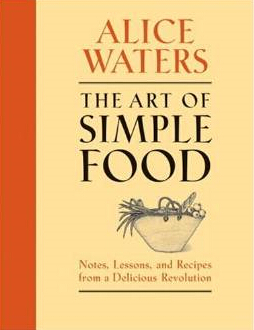 ALICE
WATERS
THE ART OF
SIMPLE
FOOD
Notes, Lessons, and Recipes
from a Delicious Revolution